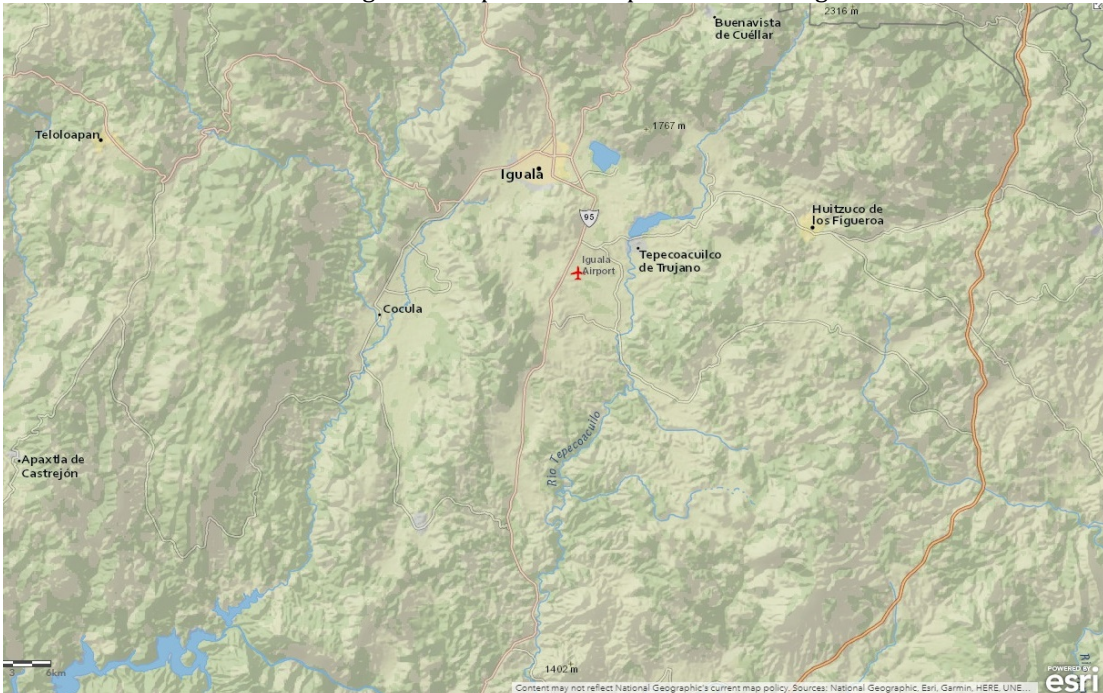 2316 m
Buenavista
de Cuéllar
Teloloapan
1767 m
Iguala
95
Huitzuco de
los Figueroa
Tepecoacuilco
de Trujano
Iguala
Airport
Cocula
Río Tepecoacuilo
Apaxtla de
Castrejón
1402 m
3 6km
POWERED BY
esri
Content may not reflect National Geographic's current map policy. Sources: National Geographic, Esri, Garmin, HERE, UNE...